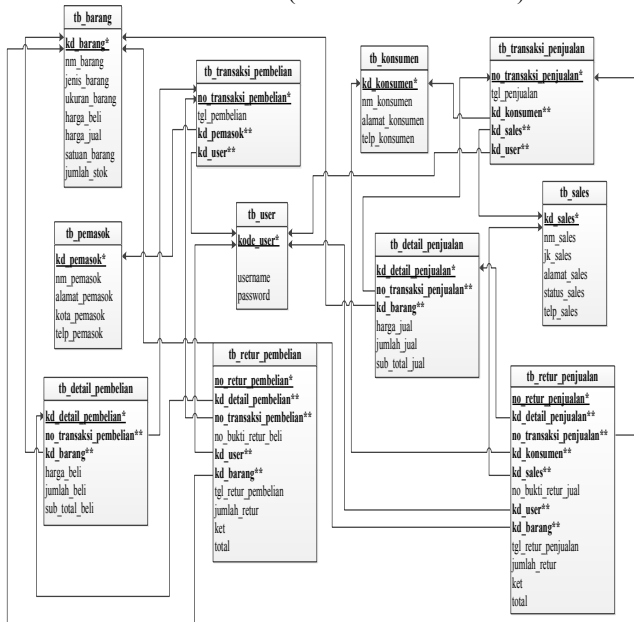 tb_barang
kd_barang*
nm_barang
jenis_barang
ukuran_barang
harga_beli
harga_jual
satuan_barang
jumlah_stok
tb_transaksi_pembelian
no_transaksi_pembelian*
tgl_pembelian
kd_pemasok**
kd_user**
tb_konsumen
kd_konsumen*
nm_konsumen
alamat_konsumen
telp_konsumen
tb_transaksi_penjualan
no_transaksi_penjualan*
tgl_penjualan
kd_konsumen**
kd_sales**
kd_user**
tb_pemasok
kd_pemasok*
nm_pemasok
alamat_pemasok
kota_pemasok
telp_pemasok
tb_user
kode_user*
username
password
tb_detail_penjualan
kd_detail_penjualan*
no_transaksi_penjualan**
kd_barang**
harga_jual
jumlah_jual
sub_total_jual
tb_sales
kd_sales*
nm_sales
jk_sales
alamat_sales
status_sales
telp_sales
tb_detail_pembelian
kd_detail_pembelian*
no_transaksi_pembelian**
kd_barang**
harga_beli
jumlah_beli
sub_total_beli
tb_retur_pembelian
no_retur_pembelian*
kd_detail_pembelian**
no_transaksi_pembelian**
no_bukti_retur_beli
kd_user**
kd_barang**
tgl_retur_pembelian
jumlah_retur
ket
total
tb_retur_penjualan
no_retur_penjualan*
kd_detail_penjualan**
no_transaksi_penjualan**
kd_konsumen**
kd_sales**
no_bukti_retur_jual
kd_user**
kd_barang**
tgl_retur_penjualan
jumlah_retur
ket
total